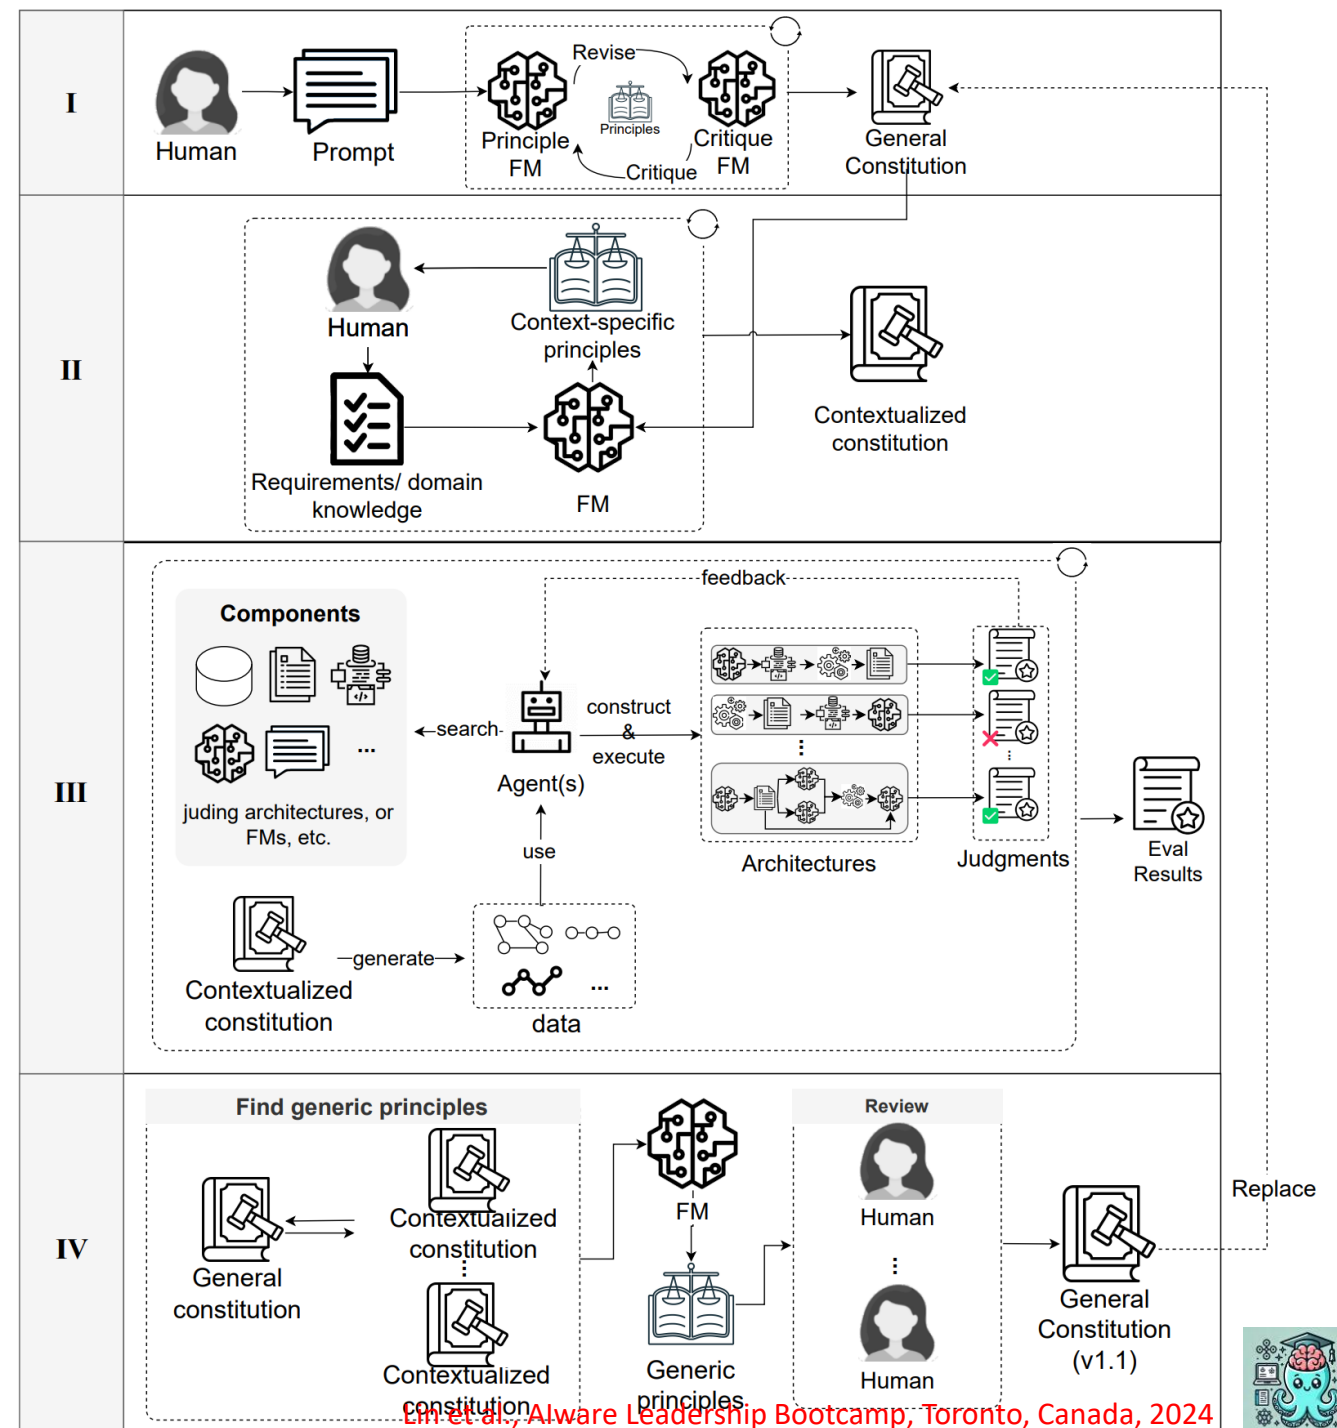 I
Human
Prompt
Revise
Principle
FM
Principles
Critique
Critique
FM
General
Constitution
II
Human
Context-specific
principles
Requirements/ domain
knowledge
FM
Contextualized
constitution
III
feedback
Components
juding architectures, or
FMs, etc.
...
search
Agent(s)
construct
&
execute
Architectures
Judgments
Eval
Results
use
Contextualized
constitution
generate
...
data
IV
Find generic principles
General
constitution
Contextualized
constitution
Contextualized
constitution
FM
Generic
principles
Review
Human
Human
General
Constitution
(v1.1)
Replace
Lin et al., AIware Leadership Bootcamp, Toronto, Canada, 2024